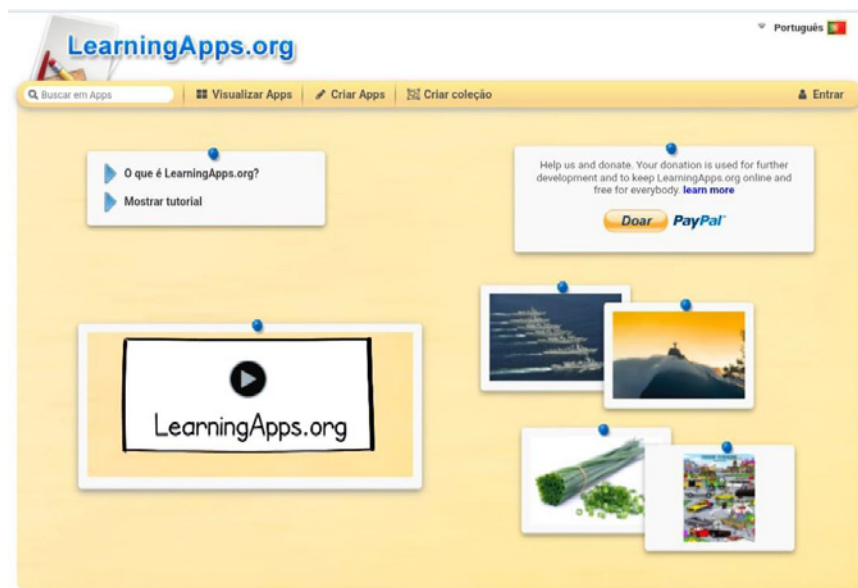 LearningApps.org
Português
Buscar em Apps
Visualizar Apps
Criar Apps
Criar coleção
Entrar
O que é LearningApps.org?
Mostrar tutorial
Help us and donate. Your donation is used for further
development and to keep LearningApps.org online and
free for everybody. learn more
Doar
PayPal
LearningApps.org